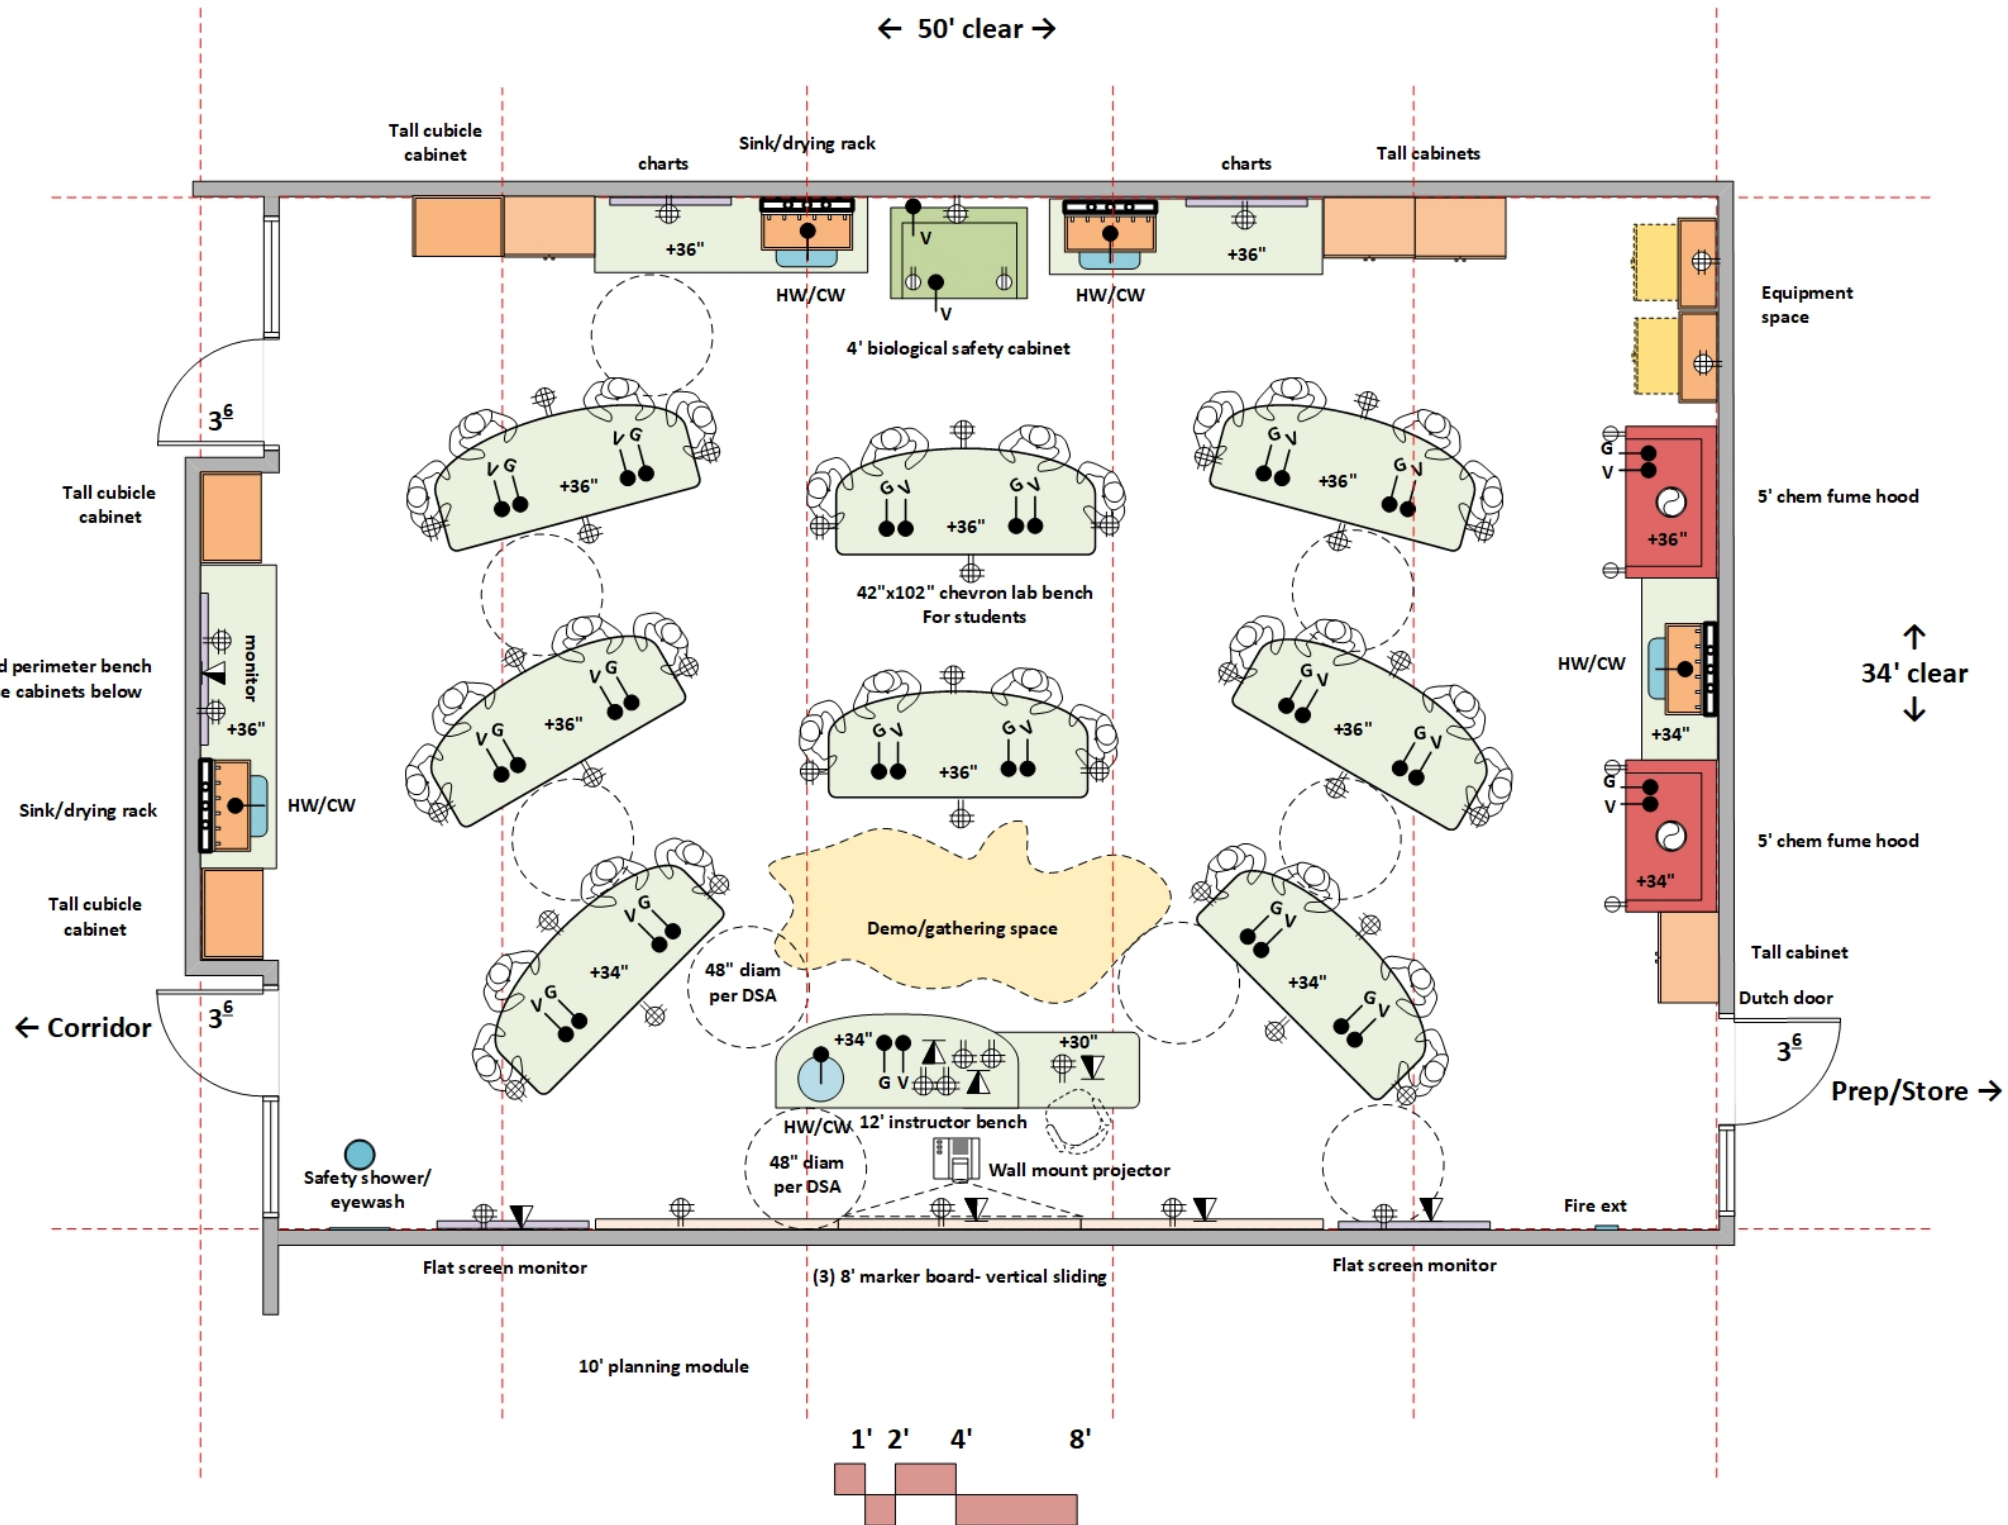 ← 50' clear →
Tall cubicle
cabinet
charts
Sink/drying rack
charts
Tall cabinets
+36"
V
V
+36"
HW/CW
HW/CW
4' biological safety cabinet
Equipment
space
3 6
Tall cubicle
cabinet
V G
V G
+36"
G V
G V
+36"
G V
G V
+36"
G
V
+36"
5' chem fume hood
42"x102" chevron lab bench
For students
d perimeter bench
e cabinets below
monitor
+36"
V G
V G
+36"
G V
G V
+36"
G V
G V
+36"
HW/CW
+34"
↑
34' clear
↓
Sink/drying rack
HW/CW
G
V
+34"
5' chem fume hood
Tall cubicle
cabinet
V G
V G
+34"
Demo/gathering space
48" diam
per DSA
G V
G V
+34"
Tall cabinet
Dutch door
← Corridor
3 6
+34"
G V
+30"
3 6
Prep/Store →
HW/CW
12' instructor bench
48" diam
per DSA
Wall mount projector
Safety shower/
eyewash
Fire ext
Flat screen monitor
(3) 8' marker board- vertical sliding
Flat screen monitor
10' planning module
1' 2' 4' 8'